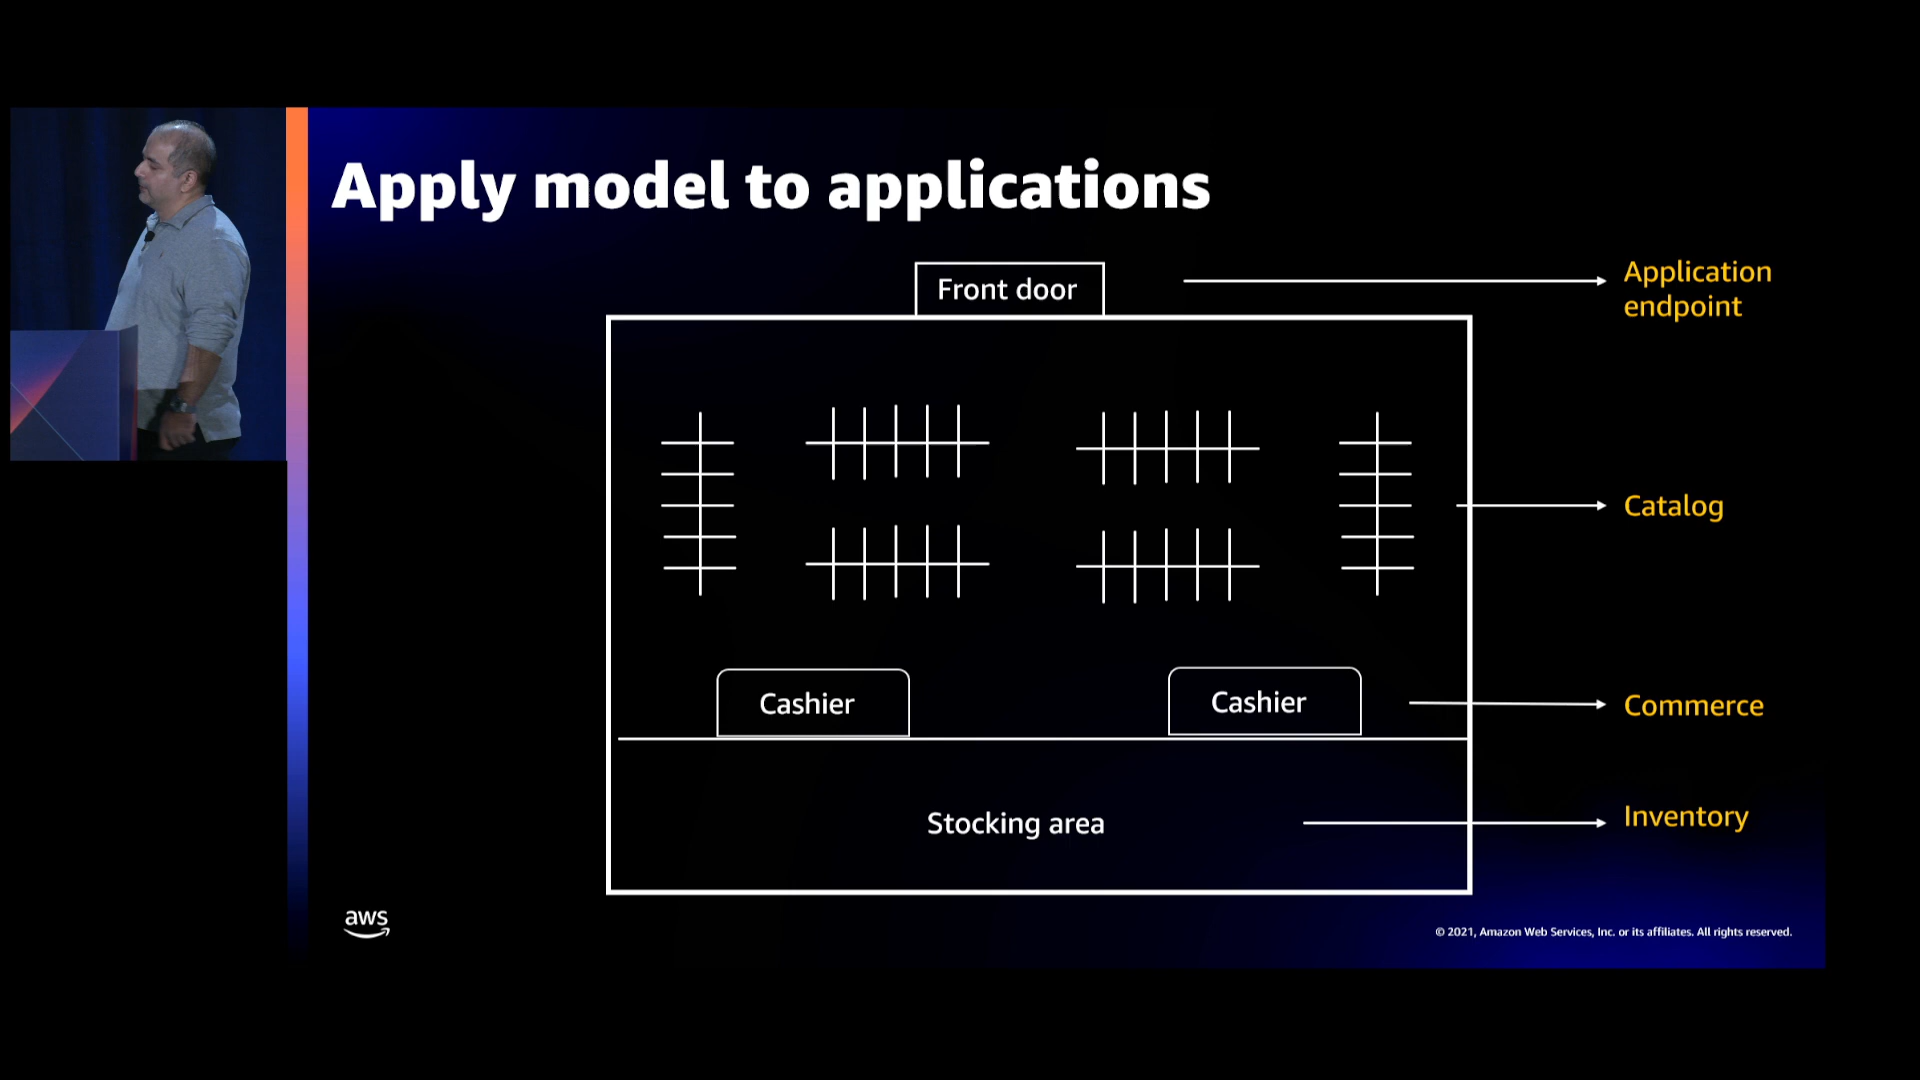 Apply model to applications
Front door
Application
endpoint
Catalog
Cashier
Cashier
Commerce
Stocking area
Inventory
aws
© 2021, Amazon Web Services, Inc. or its affiliates. All rights reserved.